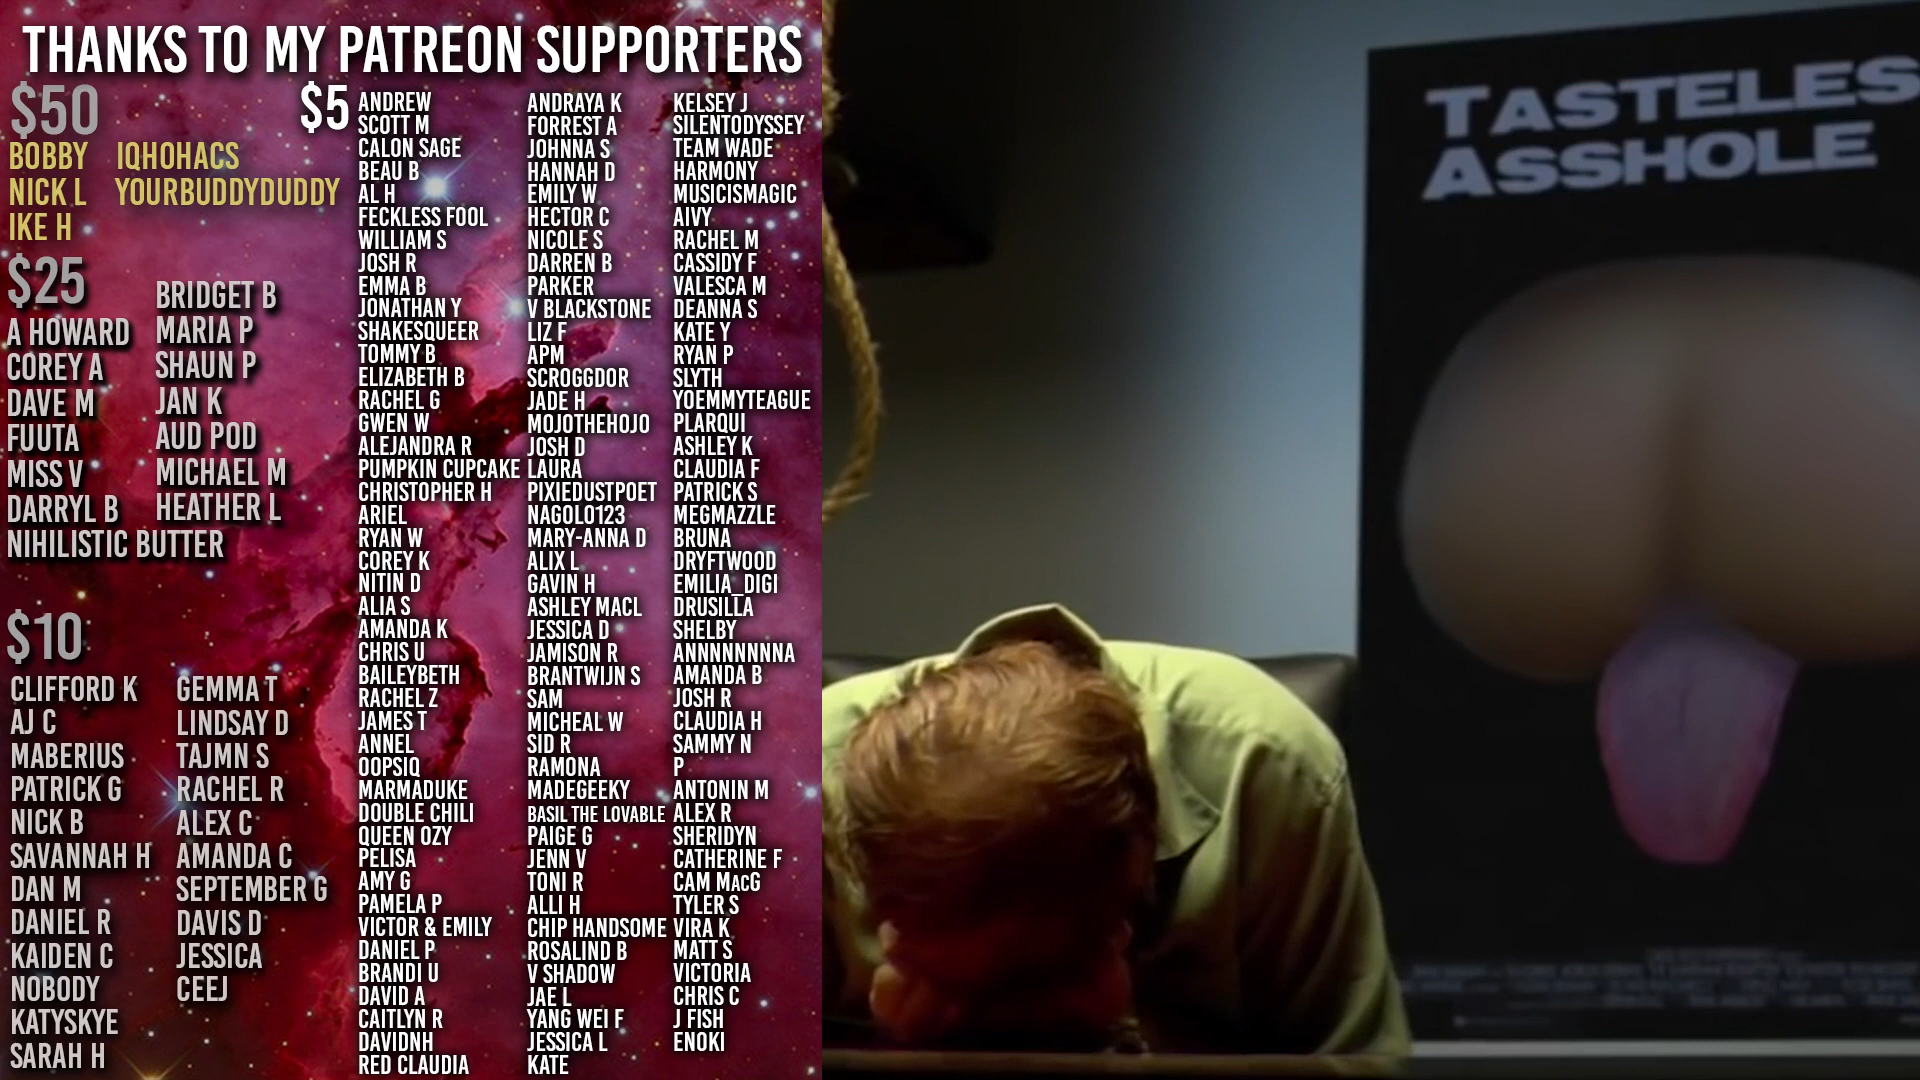 THANKS TO MY PATREON SUPPORTERS
$50
BOBBY
NICK L
IKE H
IQHOHACS
YOURBUDDYDUDDY
$25
A HOWARD
COREY A
DAVE M
FUUTA
MISS V
DARRYL B
NIHILISTIC BUTTER
BRIDGET B
MARIA P
SHAUN P
JAN K
AUD POD
MICHAEL M
HEATHER L
$10
CLIFFORD K
AJ C
MABERIUS
PATRICK G
NICK B
SAVANNAH H
DAN M
DANIEL R
KAIDEN C
NOBODY
KATYSKYE
SARAH H
GEMMA T
LINDSAY D
TAJMN S
RACHEL R
ALEX C
AMANDA C
SEPTEMBER G
DAVIS D
JESSICA
CEEJ
$5
ANDREW
SCOTT M
CALON SAGE
BEAU B
AL H
FECKLESS FOOL
WILLIAM S
JOSH R
EMMA B
JONATHAN Y
SHAKESQUEER
TOMMY B
ELIZABETH B
RACHEL G
GWEN W
ALEJANDRA R
PUMPKIN CUPCAKE
CHRISTOPHER H
ARIEL
RYAN W
COREY K
NITIN D
ALIA S
AMANDA K
CHRIS U
BAILEYBETH
RACHEL Z
JAMES T
ANNEL
OOPSIQ
MARMADUKE
DOUBLE CHILI
QUEEN OZY
PELISA
AMY G
PAMELA P
VICTOR & EMILY
DANIEL P
BRANDI U
DAVID A
CAITLYN R
DAVIDNH
RED CLAUDIA
ANDRAYA K
FORREST A
JOHNNA S
HANNAH D
EMILY W
HECTOR C
NICOLE S
DARREN B
PARKER
V BLACKSTONE
LIZ F
APM
SCROGGDOR
JADE H
MOJOTHEHOJO
JOSH D
LAURA
PIXIEDUSTPOET
NAGOLO123
MARY-ANNA D
ALIX L
GAVIN H
ASHLEY MACL
JESSICA D
JAMISON R
BRANTWIJN S
SAM
MICHEAL W
SID R
RAMONA
MADEGEEKY
BASIL THE LOVABLE
PAIGE G
JENN V
TONI R
ALLI H
CHIP HANDSOME
ROSALIND B
V SHADOW
JAE L
YANG WEI F
JESSICA L
KATE
KELSEY J
SILENTODYSSEY
TEAM WADE
HARMONY
MUSICISMAGIC
AIVY
RACHEL M
CASSIDY F
VALESCA M
DEANNA S
KATE Y
RYAN P
SLYTH
YOEMMYTEAGUE
PLARQUI
ASHLEY K
CLAUDIA F
PATRICK S
MEGMAZZLE
BRUNA
DRYFTWOOD
EMILIA_DIGI
DRUSILLA
SHELBY
ANNNNNNNA
AMANDA B
JOSH R
CLAUDIA H
SAMMY N
P
ANTONIN M
ALEX R
SHERIDYN
CATHERINE F
CAM MACG
TYLER S
VIRA K
MATT S
VICTORIA
CHRIS C
J FISH
ENOKI
TASTELES
ASSHOLE